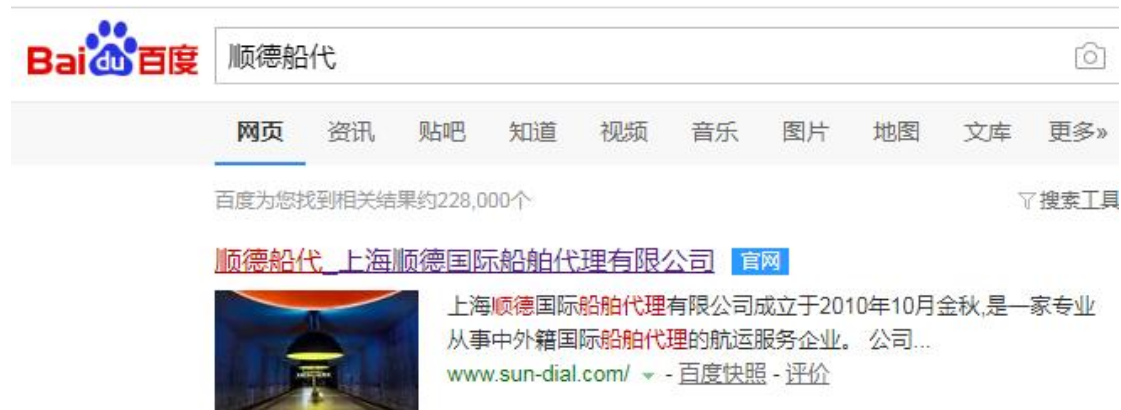 Bai du 百度 顺德船代
网页 资讯 贴吧 知道 视频 音乐 图片 地图 文库 更多»
百度为您找到相关结果约228,000个 搜索工具
顺德船代_上海顺德国际船舶代理有限公司 官网
上海顺德国际船舶代理有限公司成立于2010年10月金秋,是一家专业
从事中外籍国际船舶代理的航运服务企业。 公司...
www.sun-dial.com/ - 百度快照 - 评价